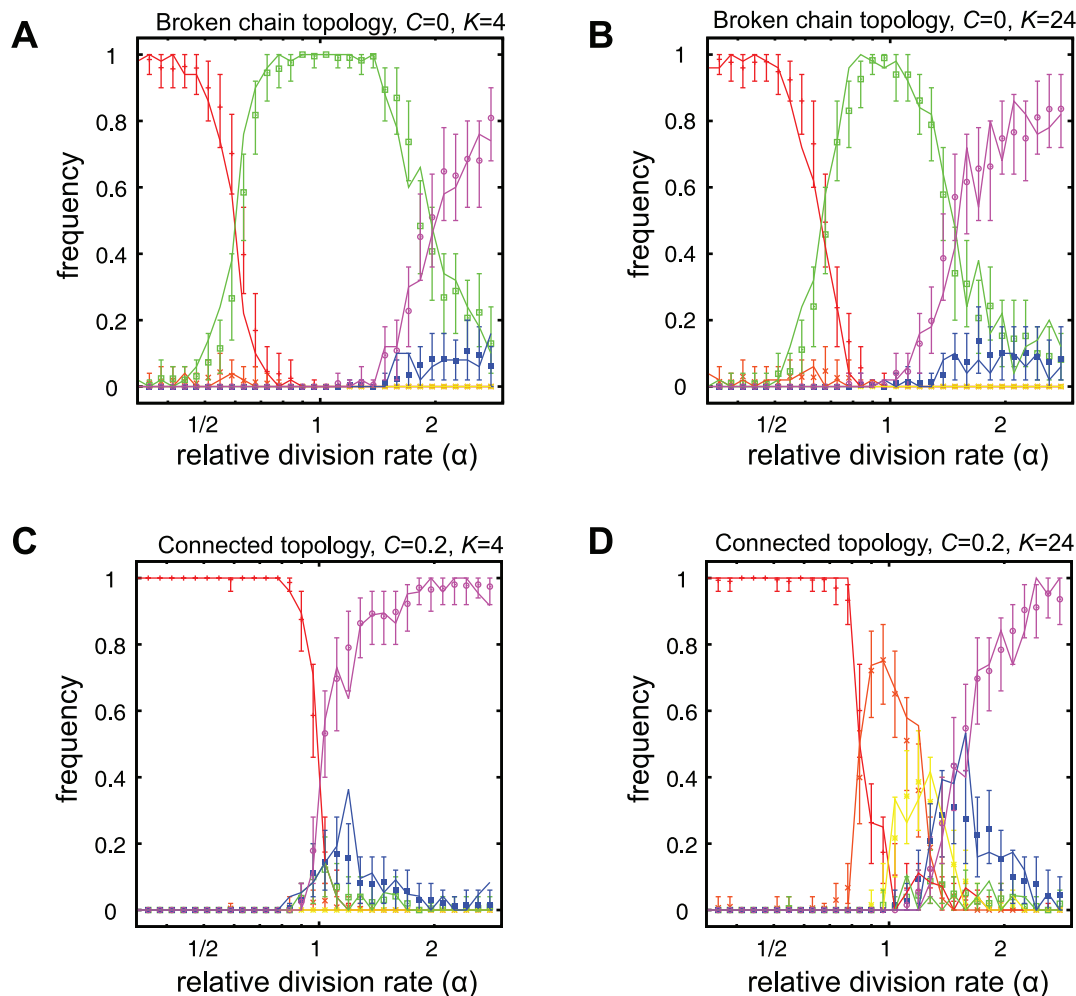 A
Broken chain topology, C=0, K=4
frequency
1
0.8
0.6
0.4
0.2
0
1/2
1
2
relative division rate (α)
B
Broken chain topology, C=0, K=24
frequency
1
0.8
0.6
0.4
0.2
0
1/2
1
2
relative division rate (α)
C
Connected topology, C=0.2, K=4
frequency
1
0.8
0.6
0.4
0.2
0
1/2
1
2
relative division rate (α)
D
Connected topology, C=0.2, K=24
frequency
1
0.8
0.6
0.4
0.2
0
1/2
1
2
relative division rate (α)